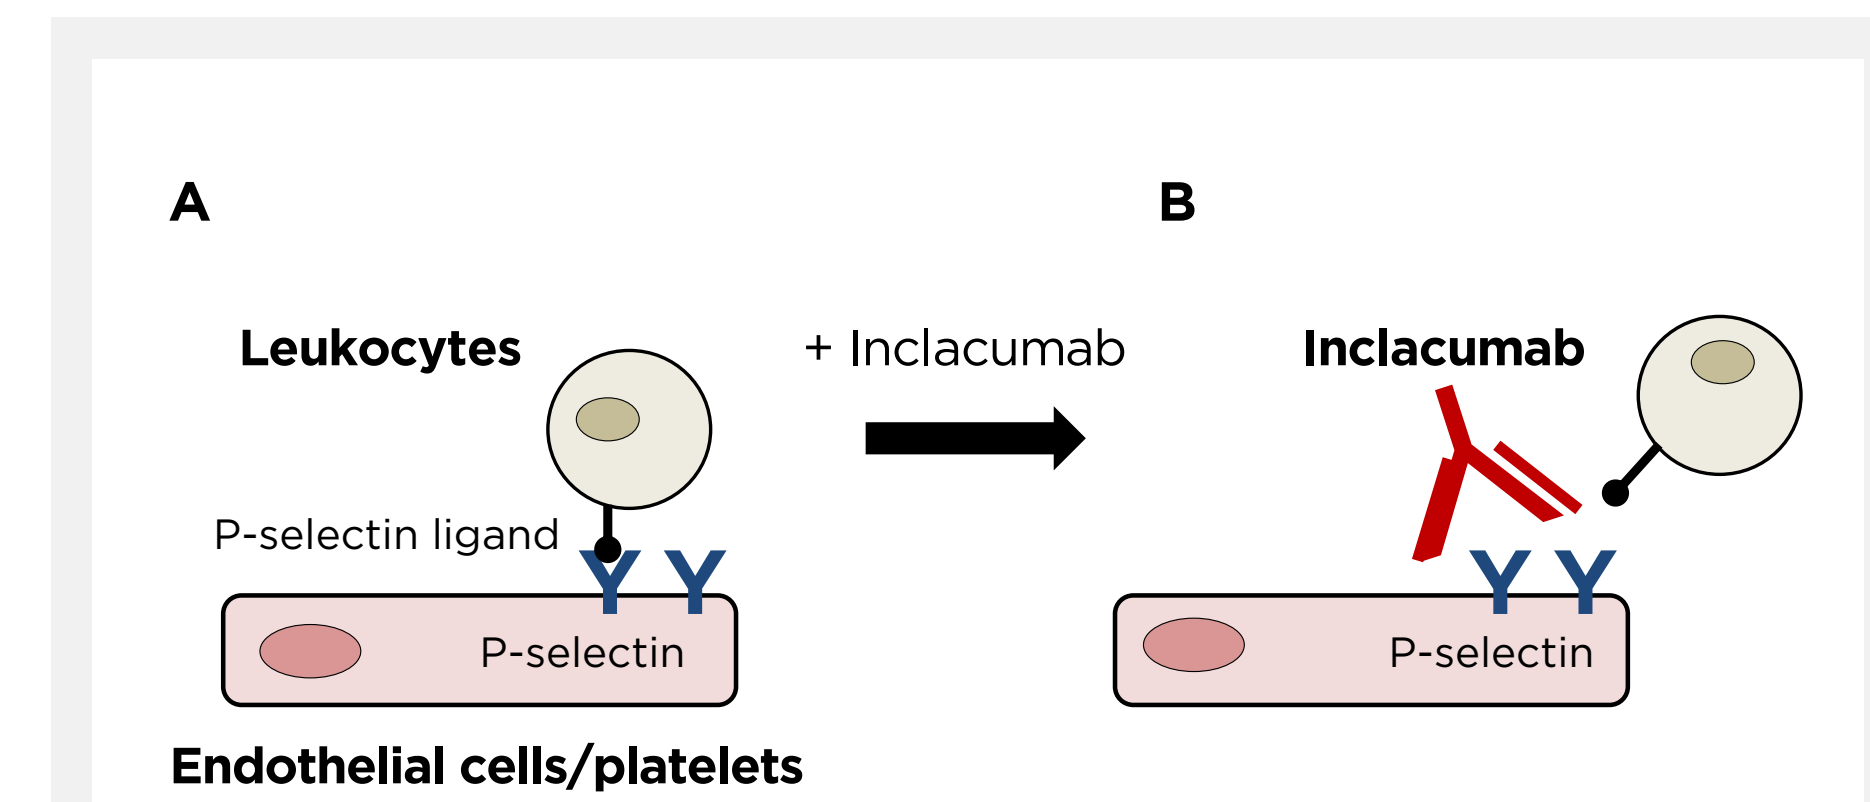 A
B
Leukocytes
+ Inclacumab
Inclacumab
P-selectin ligand
P-selectin
P-selectin
Endothelial cells/platelets